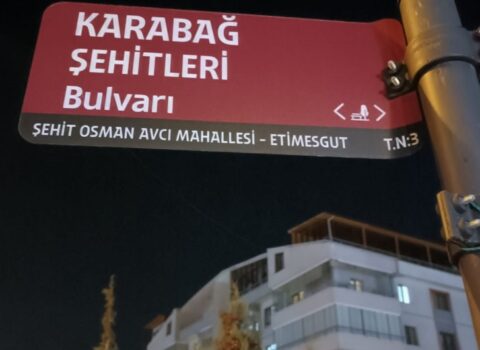 KARABAĞ
ŞEHİTLERİ
Bulvarı
ŞEHİT OSMAN AVCI MAHALLESİ - ETİMESGUT T.N:3